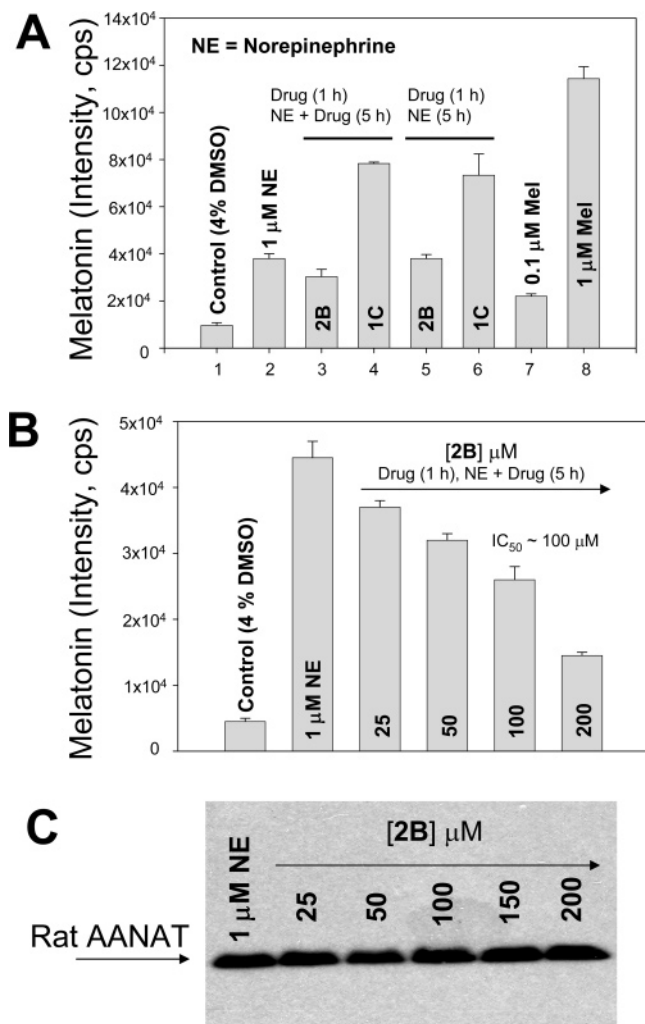 A
Melatonin (Intensity, cps)
14x10⁴
12x10⁴
10x10⁴
8x10⁴
6x10⁴
4x10⁴
2x10⁴
0
NE = Norepinephrine
Drug (1 h)
NE + Drug (5 h)
Drug (1 h)
NE (5 h)
Control (4% DMSO)
1 μM NE
2B
1C
2B
1C
0.1 μM Mel
1 μM Mel
1 2 3 4 5 6 7 8
B
Melatonin (Intensity, cps)
5x10⁴
4x10⁴
3x10⁴
2x10⁴
1x10⁴
0
[2B] μM
Drug (1 h), NE + Drug (5 h)
IC₅₀ ~ 100 μM
Control (4 % DMSO)
1 μM NE
25
50
100
200
C
[2B] μM
1 μM NE
25
50
100
150
200
Rat AANAT